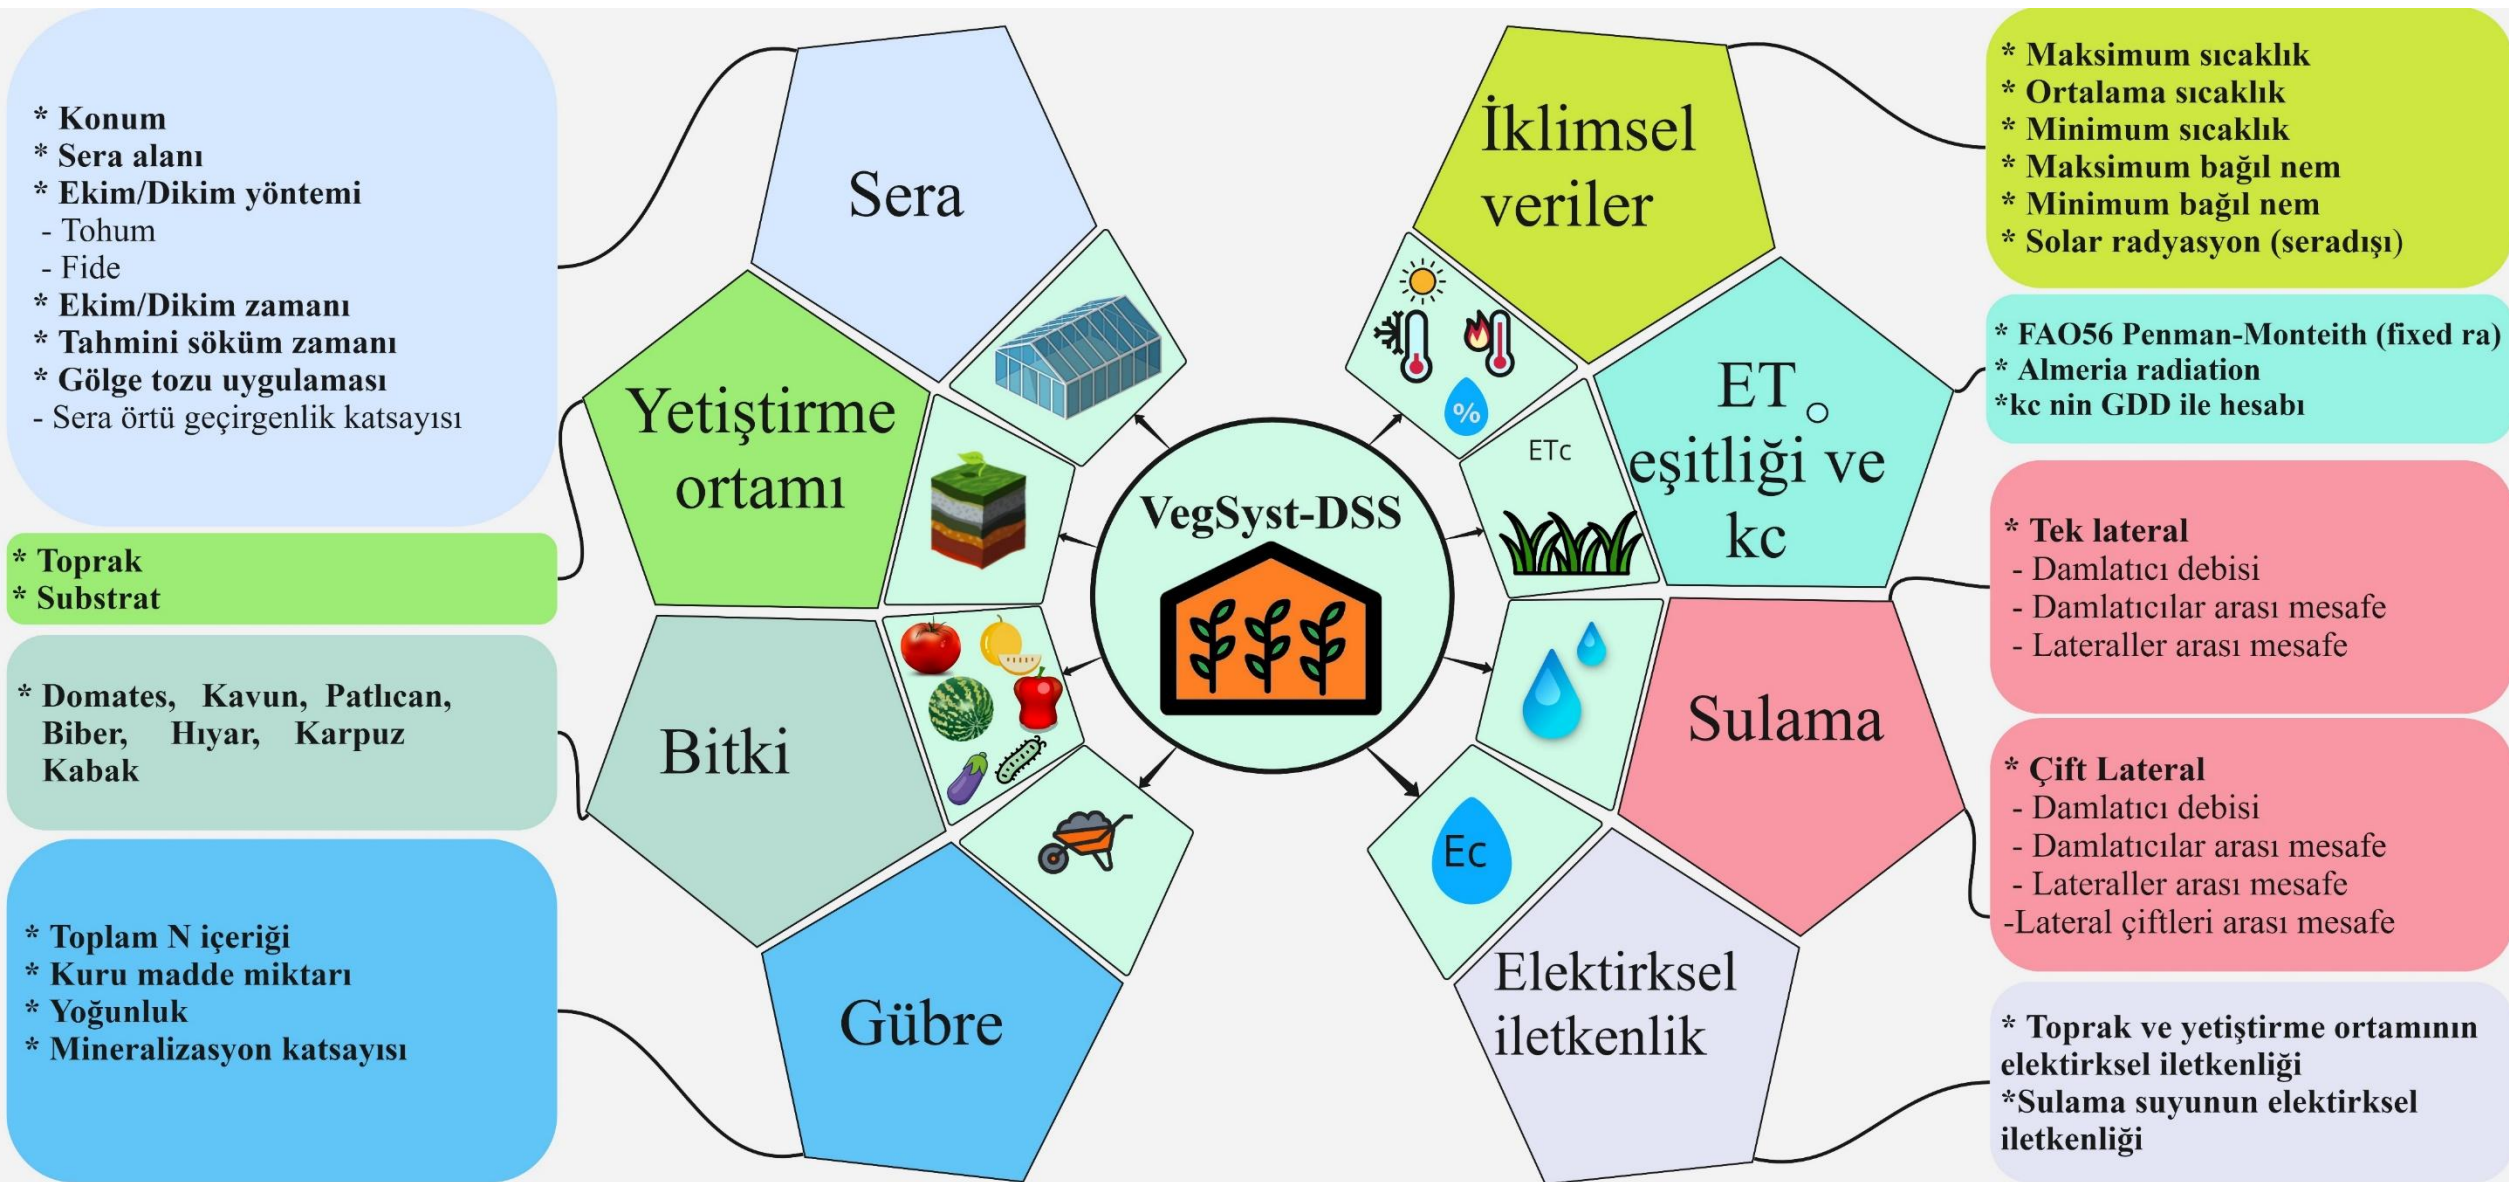 * Konum
* Sera alanı
* Ekim/Dikim yöntemi
- Tohum
- Fide
* Ekim/Dikim zamanı
* Tahmini söküm zamanı
* Gölge tozu uygulaması
- Sera örtü geçirgenlik katsayısı
Sera
* Toprak
* Substrat
Yetiştirme
ortamı
* Domates, Kavun, Patlıcan,
Biber, Hıyar, Karpuz
Kabak
Bitki
* Toplam N içeriği
* Kuru madde miktarı
* Yoğunluk
* Mineralizasyon katsayısı
Gübre
VegSyst-DSS
İklimsel
veriler
%
* Maksimum sıcaklık
* Ortalama sıcaklık
* Minimum sıcaklık
* Maksimum bağıl nem
* Minimum bağıl nem
* Solar radyasyon (seradışı)
ETc
ET○
eşitliği ve
kc
* FAO56 Penman-Monteith (fixed ra)
* Almeria radiation
*kc nin GDD ile hesabı
Sulama
* Tek lateral
- Damlatıcı debisi
- Damlatıcılar arası mesafe
- Lateraller arası mesafe
* Çift Lateral
- Damlatıcı debisi
- Damlatıcılar arası mesafe
- Lateraller arası mesafe
-Lateral çiftleri arası mesafe
Ec
Elektirksel
iletkenlik
* Toprak ve yetiştirme ortamının
elektirksel iletkenliği
*Sulama suyunun elektirksel
iletkenliği